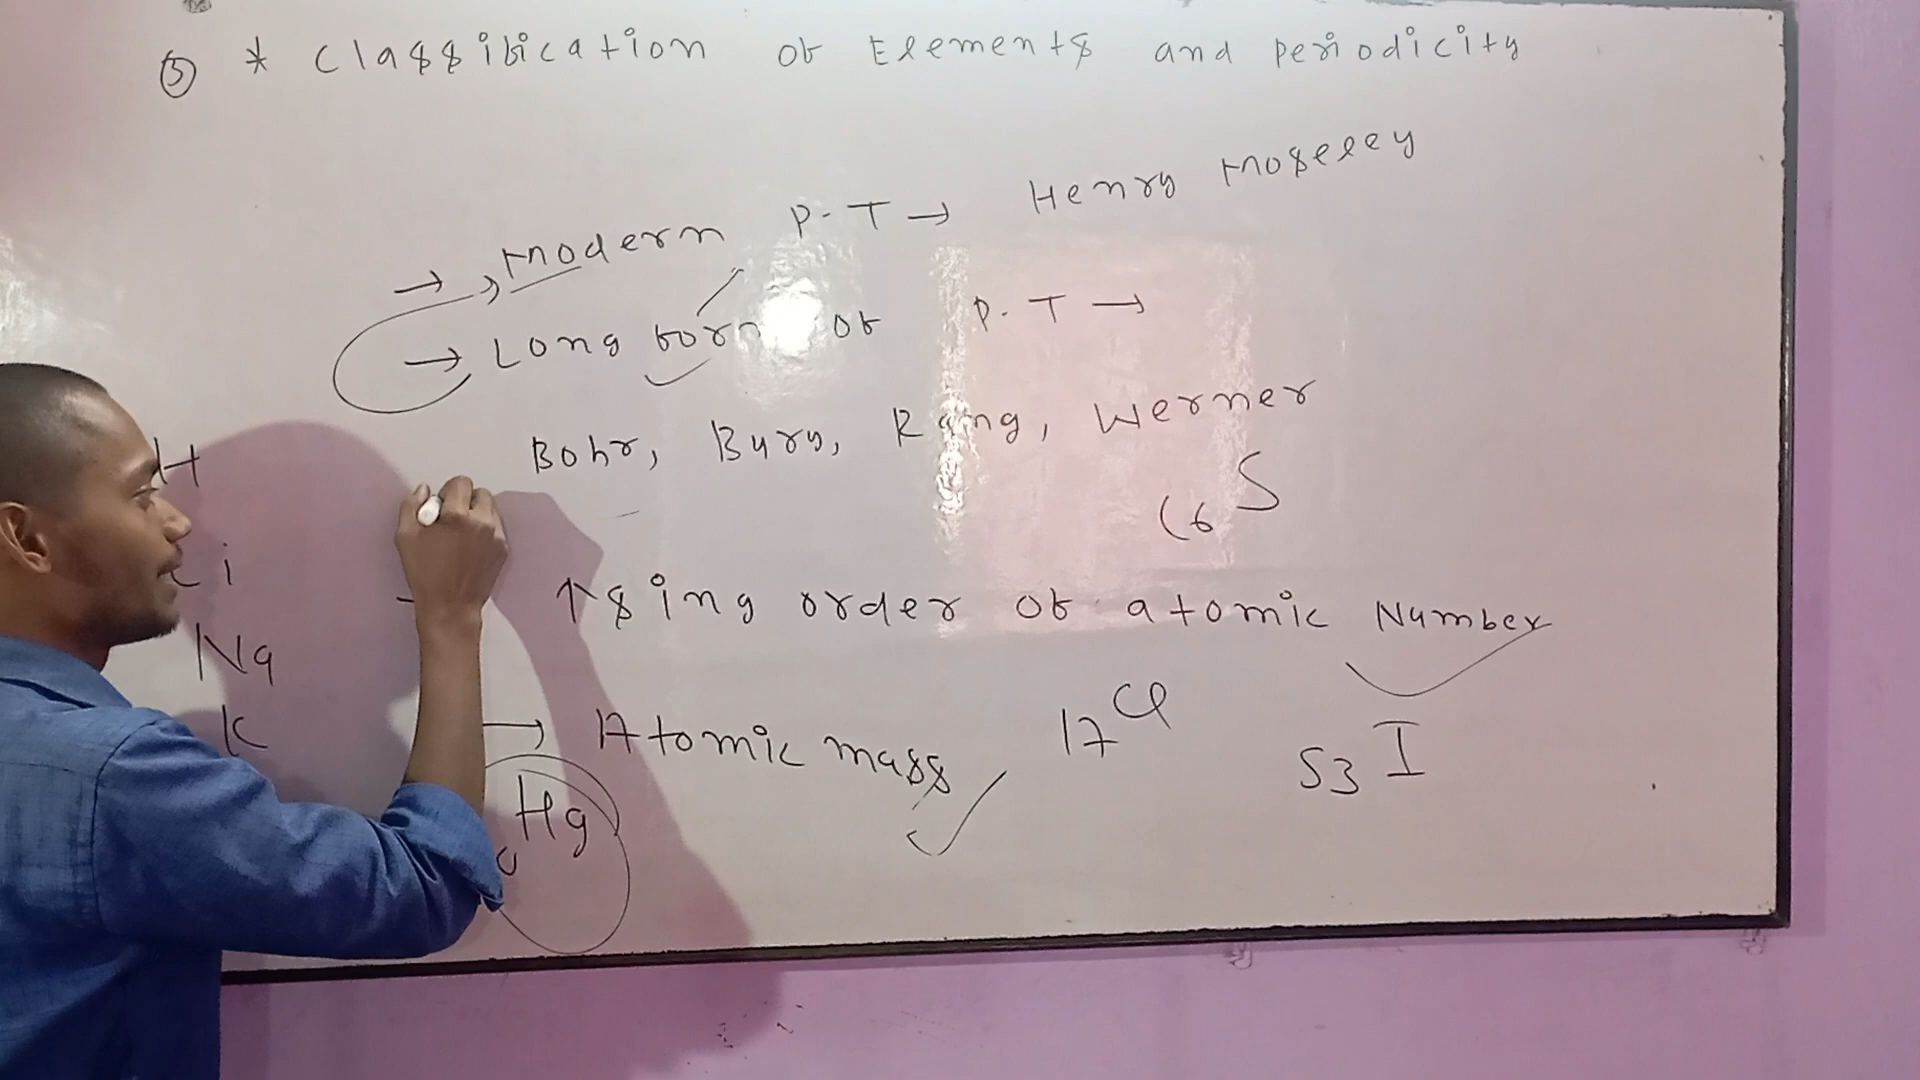 ⑤ * Classification of Elements and periodicity
→ Modern P.T → Henry Moseley
→ Long form of P.T →
Bohr, Bury, Rang, Werner
H
16 S
Li
↑sing order of atomic Number
Na
K
→ Atomic mass
17 Cl
53 I
Hg